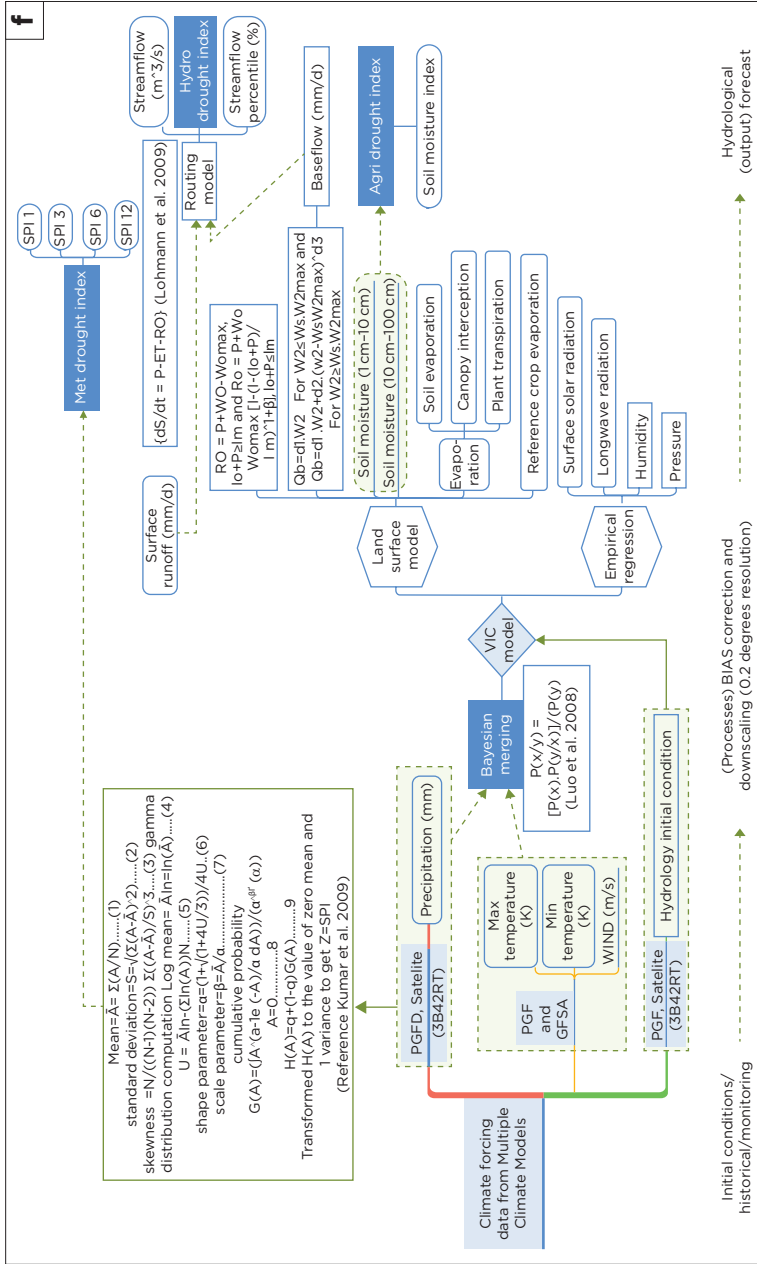 f
Mean=Ā= Σ(A/N).......(1)
standard deviation=S=√(Σ(A-Ā)^2)......(2)
skewness =N/((N-1)(N-2)) Σ((A-Ā)/S)^3....(3) gamma
distribution computation Log mean= Āln=ln(Ā).....(4)
U = Āln-(Σln(A))N.......(5)
shape parameter=α=(1+√(1+4U/3))/4U..(6)
scale parameter=β=Ā/α.....................(7)
cumulative probability
A=0.............8
H(A)=q+(1-q)G(A)...........9
Transformed H(A) to the value of zero mean and
1 variance to get Z=SPI
(Reference Kumar et al. 2009)
Met drought index
SPI 1
SPI 3
SPI 6
SPI 12
Climate forcing
data from Multiple
Climate Models
PGFD, Satelite
(3B42RT)
Precipitation (mm)
PGF
and
GFSA
Max
temperature
(K)
Min
temperature
(K)
WIND (m/s)
PGF, Satelite
(3B42RT)
Hydrology initial condition
Bayesian
merging
P(x/y) =
[P(x).P(y/x)]/(P(y)
(Luo et al. 2008)
VIC
model
Land
surface
model
Empirical
regression
Surface
runoff (mm/d)
{dS/dt = P-ET-RO} (Lohmann et al. 2009)
Routing
model
Streamflow
(m^3/s)
Hydro
drought index
Streamflow
percentile (%)
RO = P+WO-Womax,
Io+P≥Im and Ro = P+Wo
Womax [I-(I-(Io+P)/
I m)^1+β], Io+P≤Im
Qb=d1.W2 For W2≤Ws.W2max and
Qb=d1.W2+d2.(w2-WsW2max)^d3
For W2≥Ws.W2max
Baseflow (mm/d)
Soil moisture (1 cm–10 cm)
Soil moisture (10 cm–100 cm)
Agri drought index
Soil moisture index
Evapo-
ration
Soil evaporation
Canopy interception
Plant transpiration
Reference crop evaporation
Surface solar radiation
Longwave radiation
Humidity
Pressure
Initial conditions/
historical/monitoring
(Processes) BIAS correction and
downscaling (0.2 degrees resolution)
Hydrological
(output) forecast